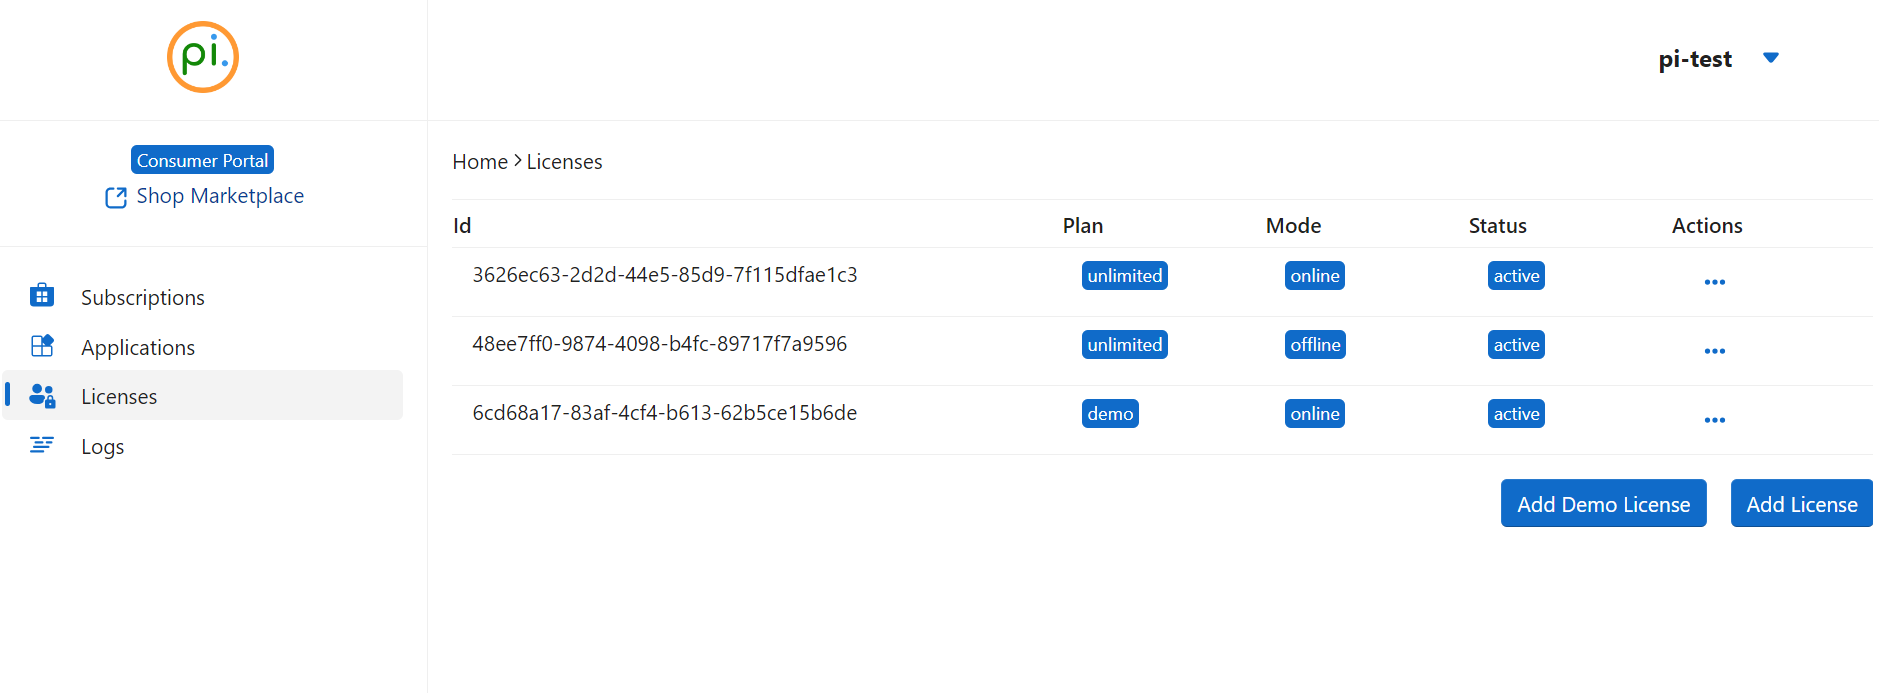 pi.
pi-test
Consumer Portal
Shop Marketplace
Subscriptions
Applications
Licenses
Logs
Home > Licenses
Id Plan Mode Status Actions
3626ec63-2d2d-44e5-85d9-7f115dfae1c3 unlimited online active ...
48ee7ff0-9874-4098-b4fc-89717f7a9596 unlimited offline active ...
6cd68a17-83af-4cf4-b613-62b5ce15b6de demo online active ...
Add Demo License Add License